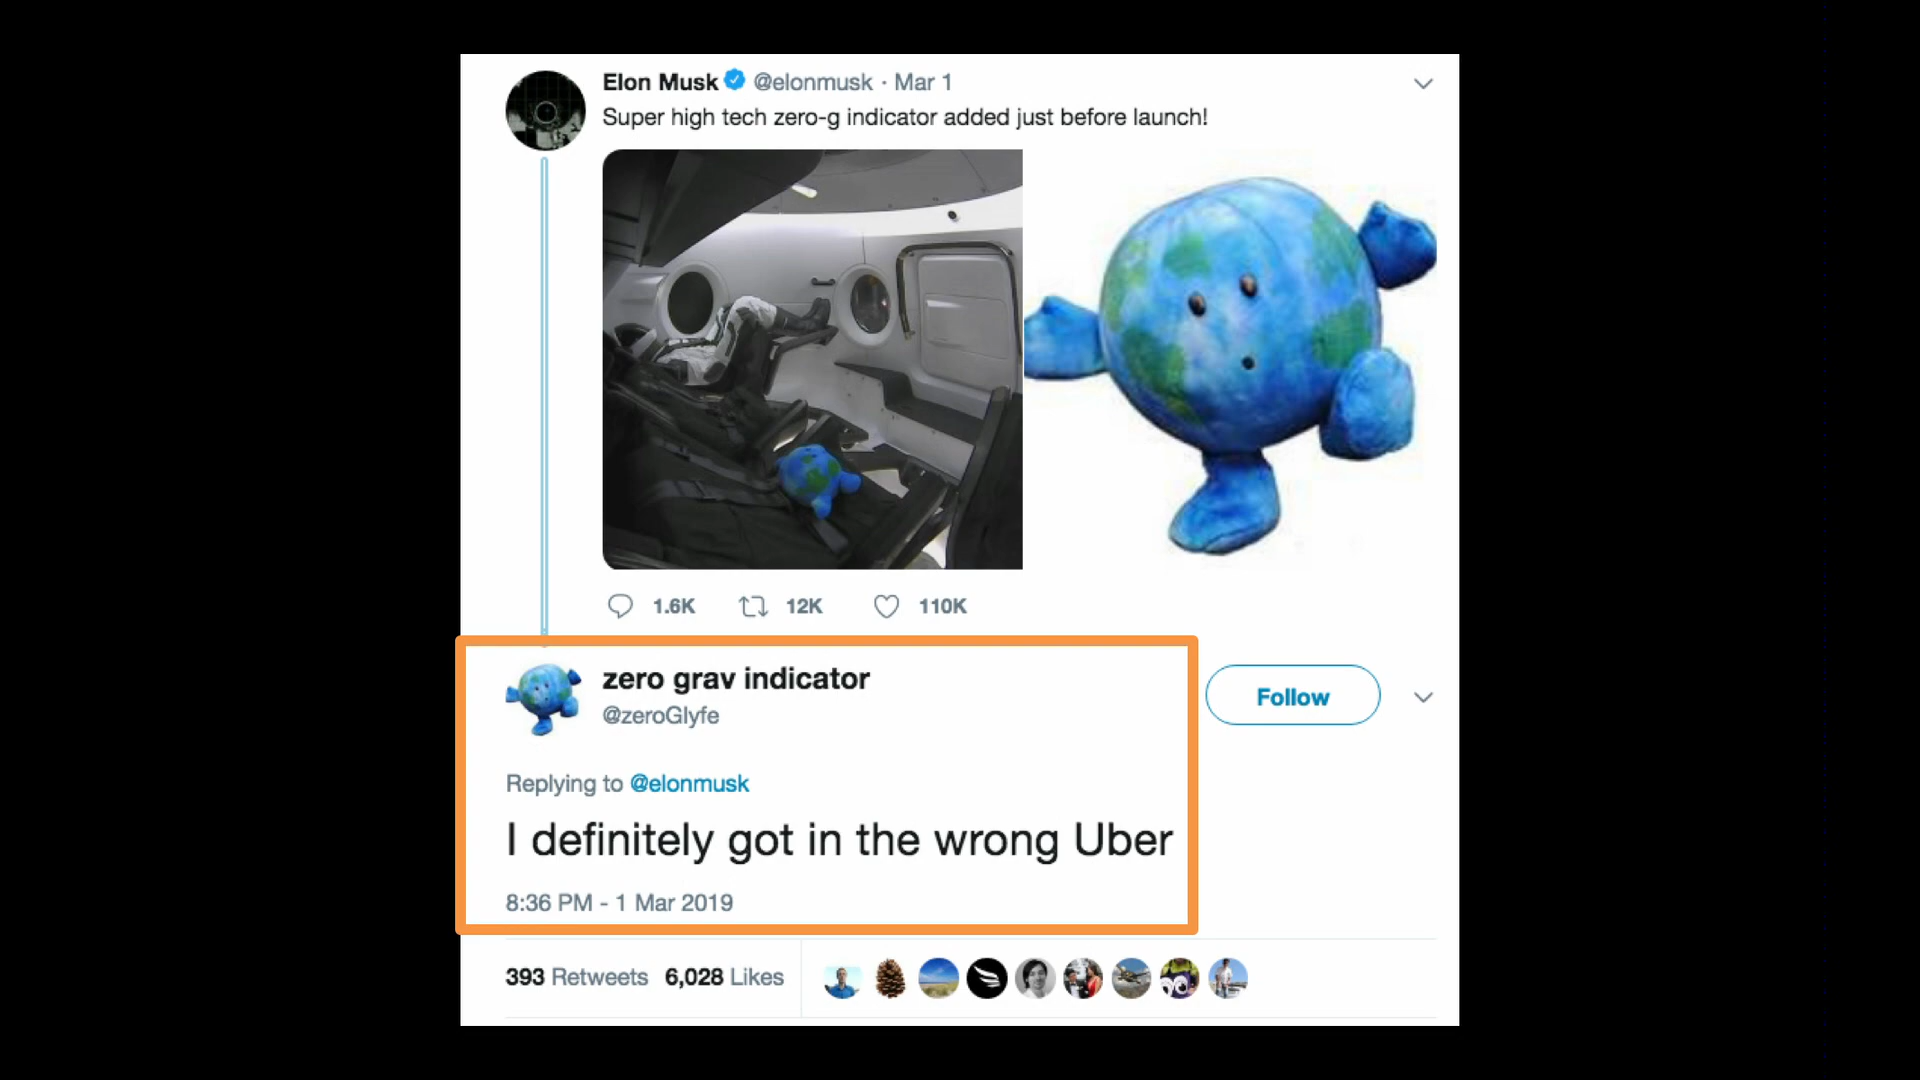 Elon Musk @elonmusk · Mar 1
Super high tech zero-g indicator added just before launch!
1.6K 12K 110K
zero grav indicator
@zeroGlyfe
Follow
Replying to @elonmusk
I definitely got in the wrong Uber
8:36 PM - 1 Mar 2019
393 Retweets 6,028 Likes